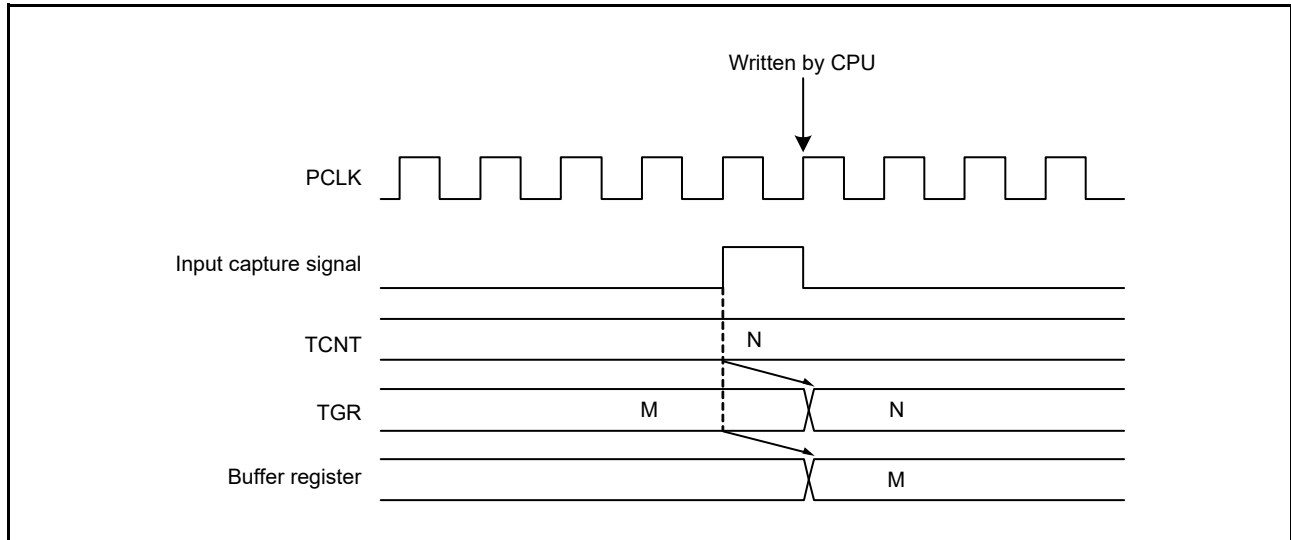 Written by CPU
PCLK
Input capture signal
TCNT
N
TGR
M
N
Buffer register
M